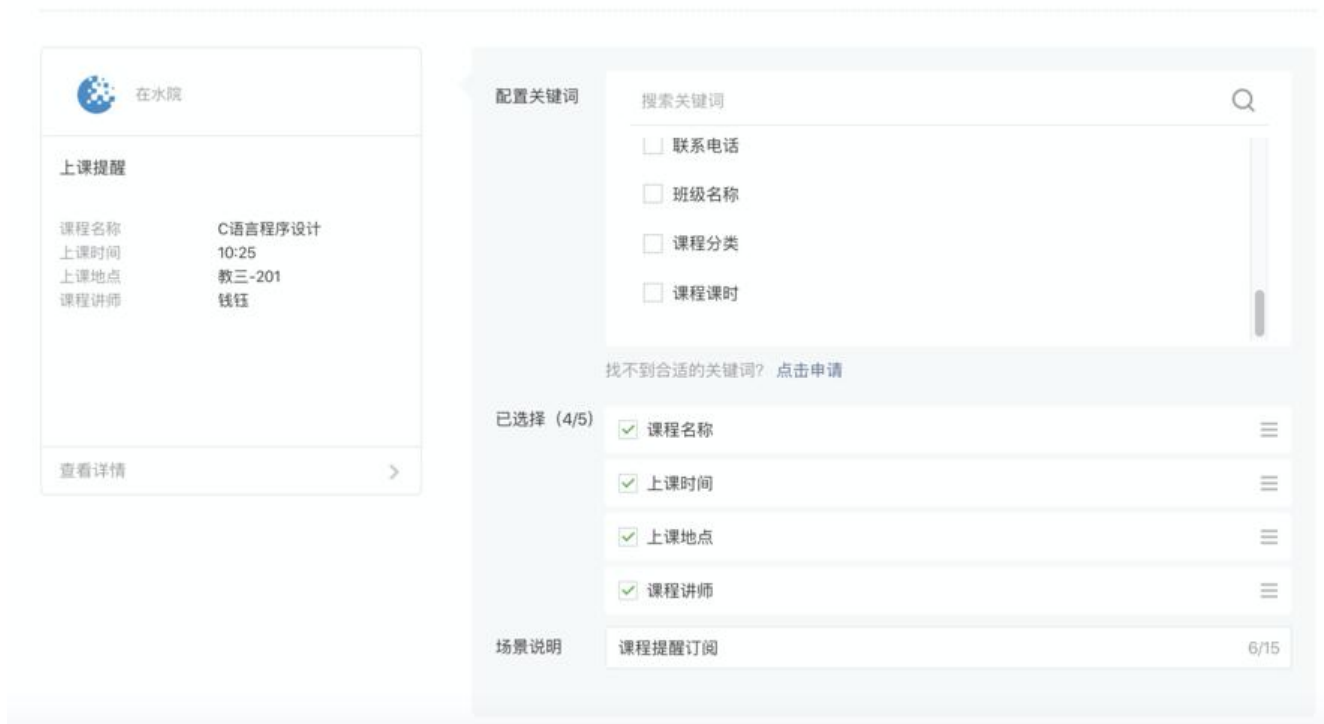 在水院
上课提醒
课程名称 C语言程序设计
上课时间 10:25
上课地点 教三-201
课程讲师 钱钰
查看详情
配置关键词
搜索关键词
联系电话
班级名称
课程分类
课程课时
找不到合适的关键词? 点击申请
已选择（4/5）
课程名称
上课时间
上课地点
课程讲师
场景说明
课程提醒订阅 6/15